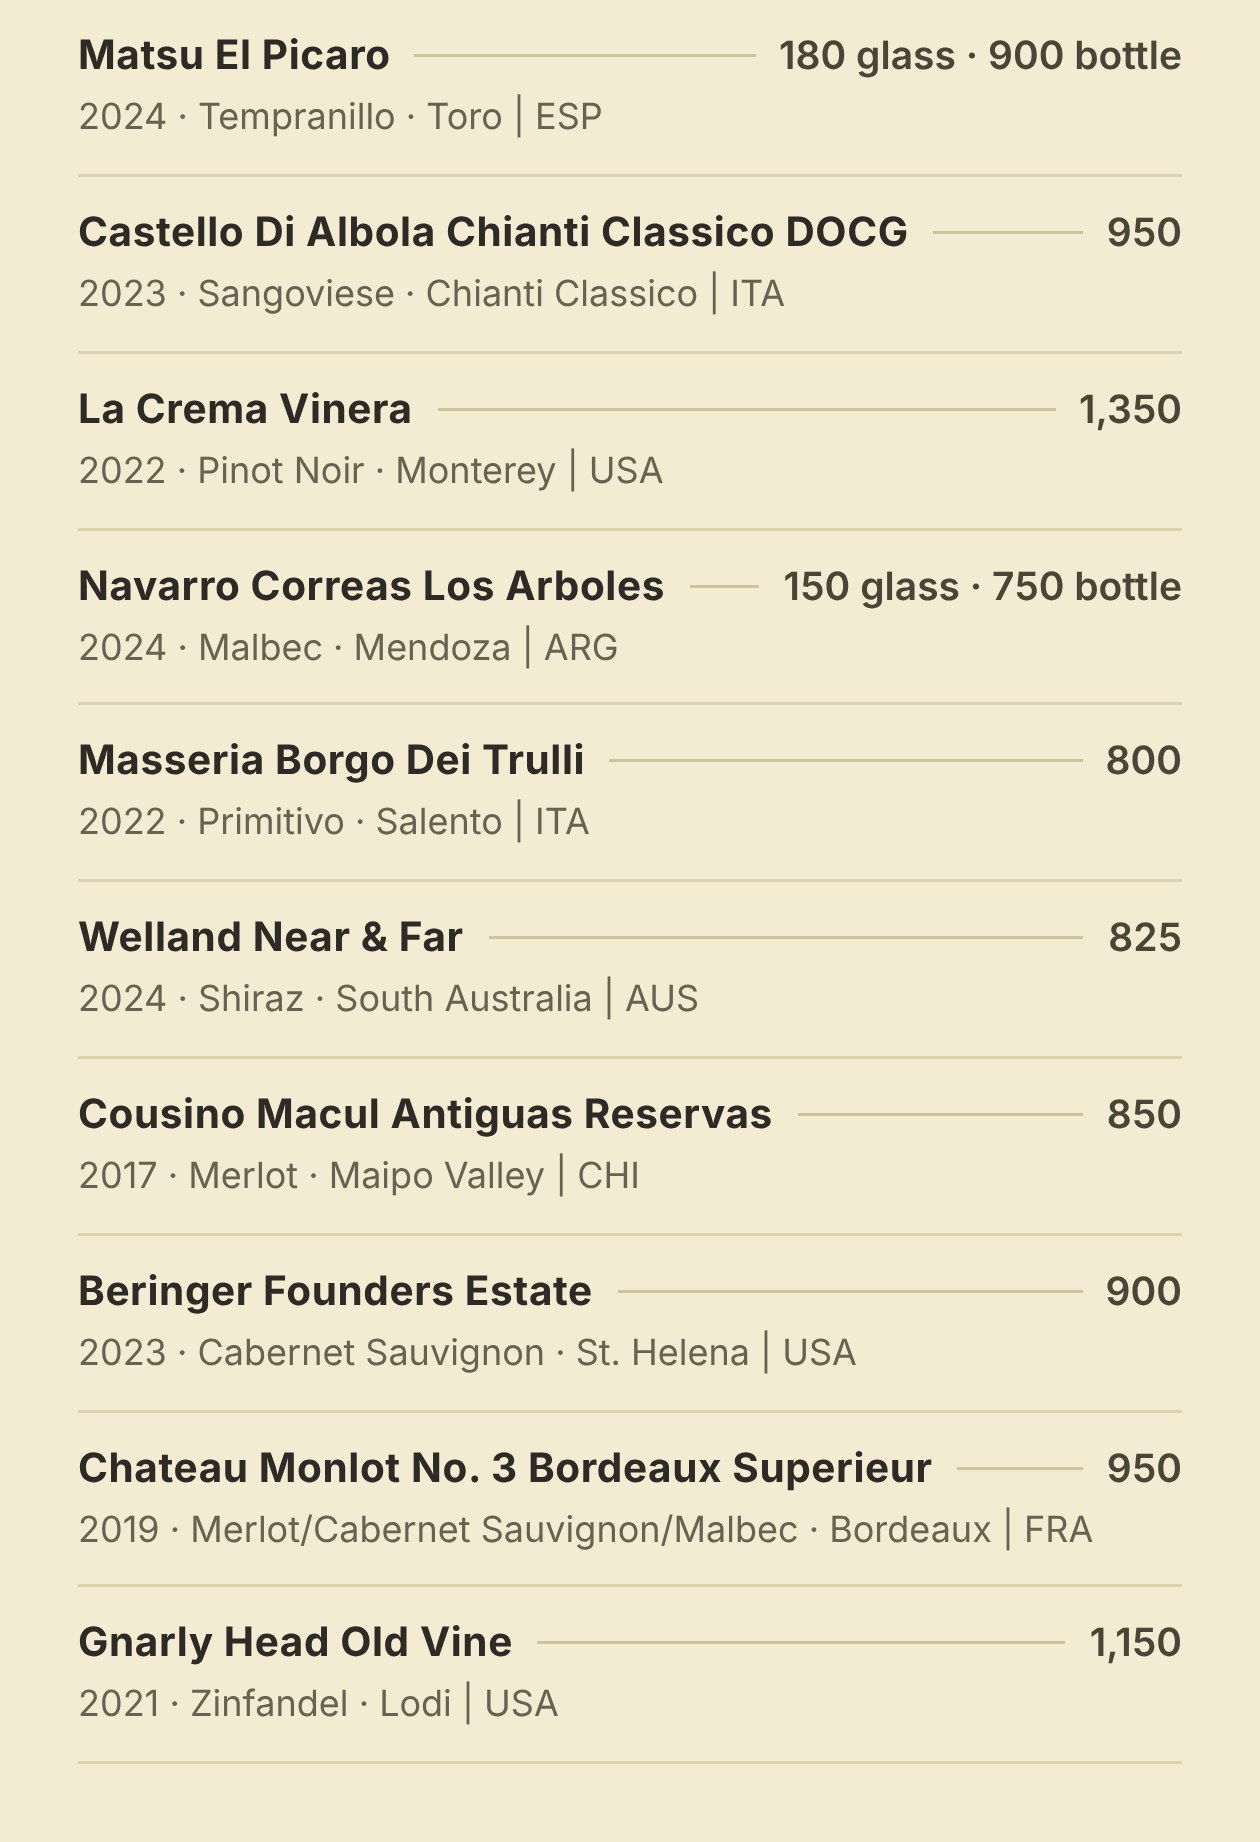 Matsu El Picaro 180 glass · 900 bottle
2024 · Tempranillo · Toro | ESP
Castello Di Albola Chianti Classico DOCG 950
2023 · Sangoviese · Chianti Classico | ITA
La Crema Vinera 1,350
2022 · Pinot Noir · Monterey | USA
Navarro Correas Los Arboles 150 glass · 750 bottle
2024 · Malbec · Mendoza | ARG
Masseria Borgo Dei Trulli 800
2022 · Primitivo · Salento | ITA
Welland Near & Far 825
2024 · Shiraz · South Australia | AUS
Cousino Macul Antiguas Reservas 850
2017 · Merlot · Maipo Valley | CHI
Beringer Founders Estate 900
2023 · Cabernet Sauvignon · St. Helena | USA
Chateau Monlot No. 3 Bordeaux Superieur 950
2019 · Merlot/Cabernet Sauvignon/Malbec · Bordeaux | FRA
Gnarly Head Old Vine 1,150
2021 · Zinfandel · Lodi | USA